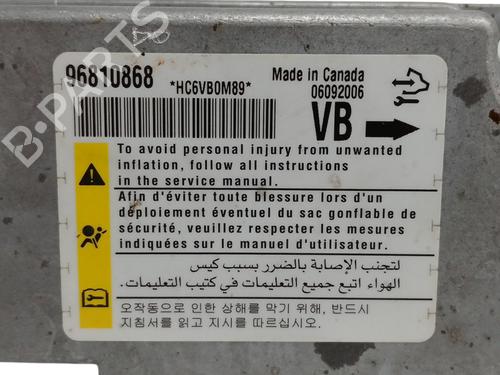 96810868
*HC6VB0M89*
Made in Canada
06092006
VB
To avoid personal injury from unwanted
inflation, follow all instructions
in the service manual.
Afin d'éviter toute blessure lors d'un
déploiement éventuel du sac gonflable de
sécurité, veuillez respecter les mesures
indiquées sur le manuel d'utilisateur.
لتجنب الإصابة بالضرر بسبب كيس
الهواء اتبع جميع التعليمات في كتيب التعليمات.
오작동으로 인한 상해를 막기 위해, 반드시
지침서를 읽고 지시를 따르십시오.
B-PARTS